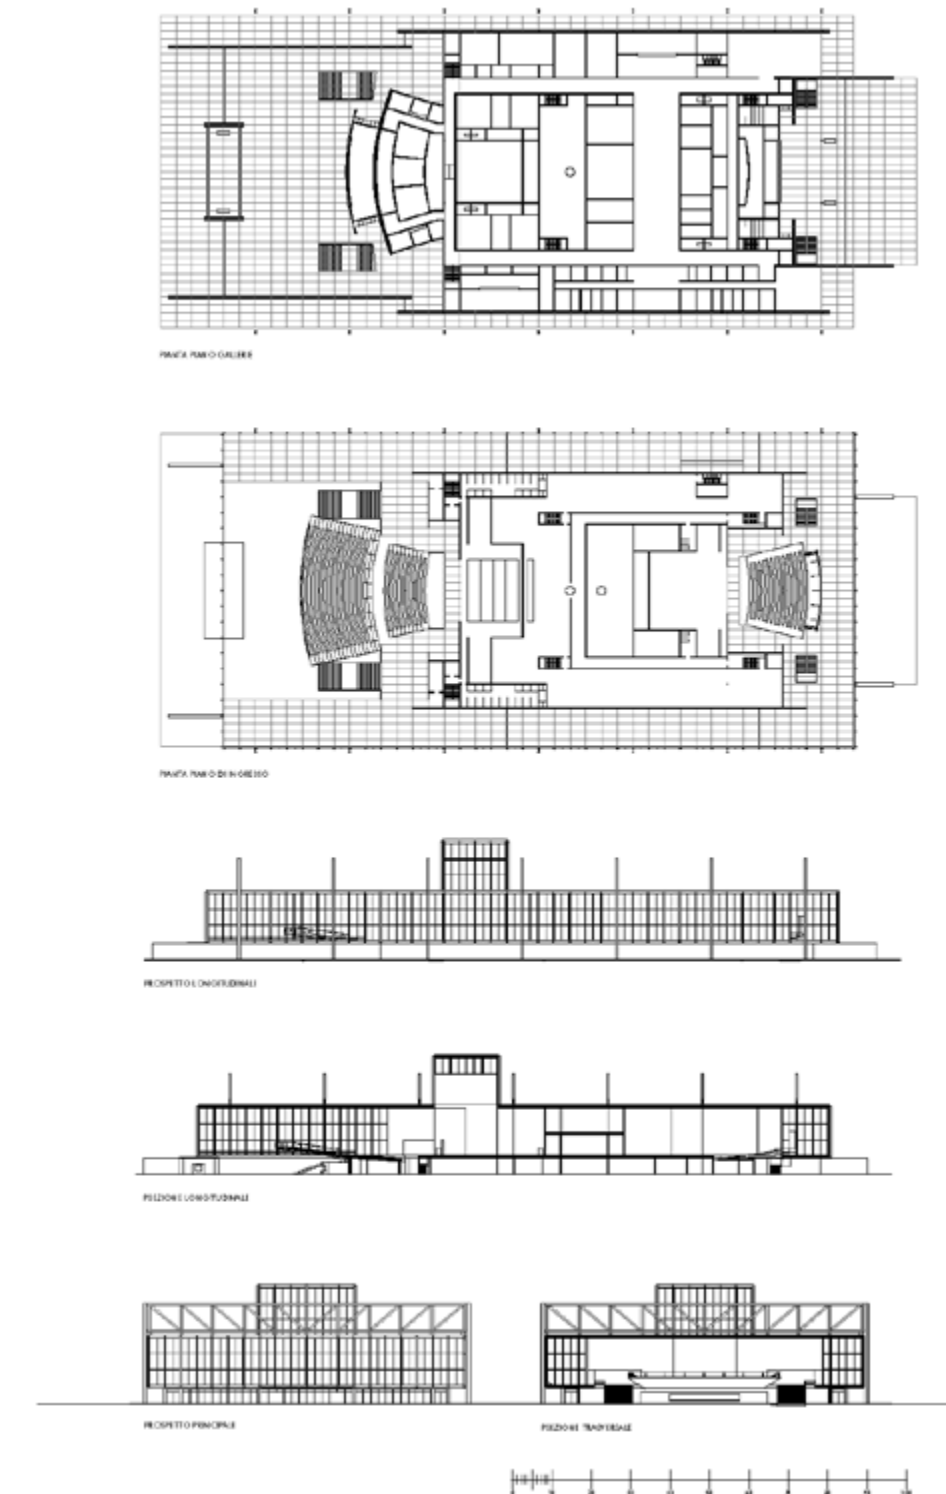 PIANTA PIANO GALLERIE
PIANTA PIANO DI INGRESSO
PROSPETTO LONGITUDINALE
SEZIONE LONGITUDINALE
PROSPETTO PRINCIPALE
SEZIONE TRASVERSALE